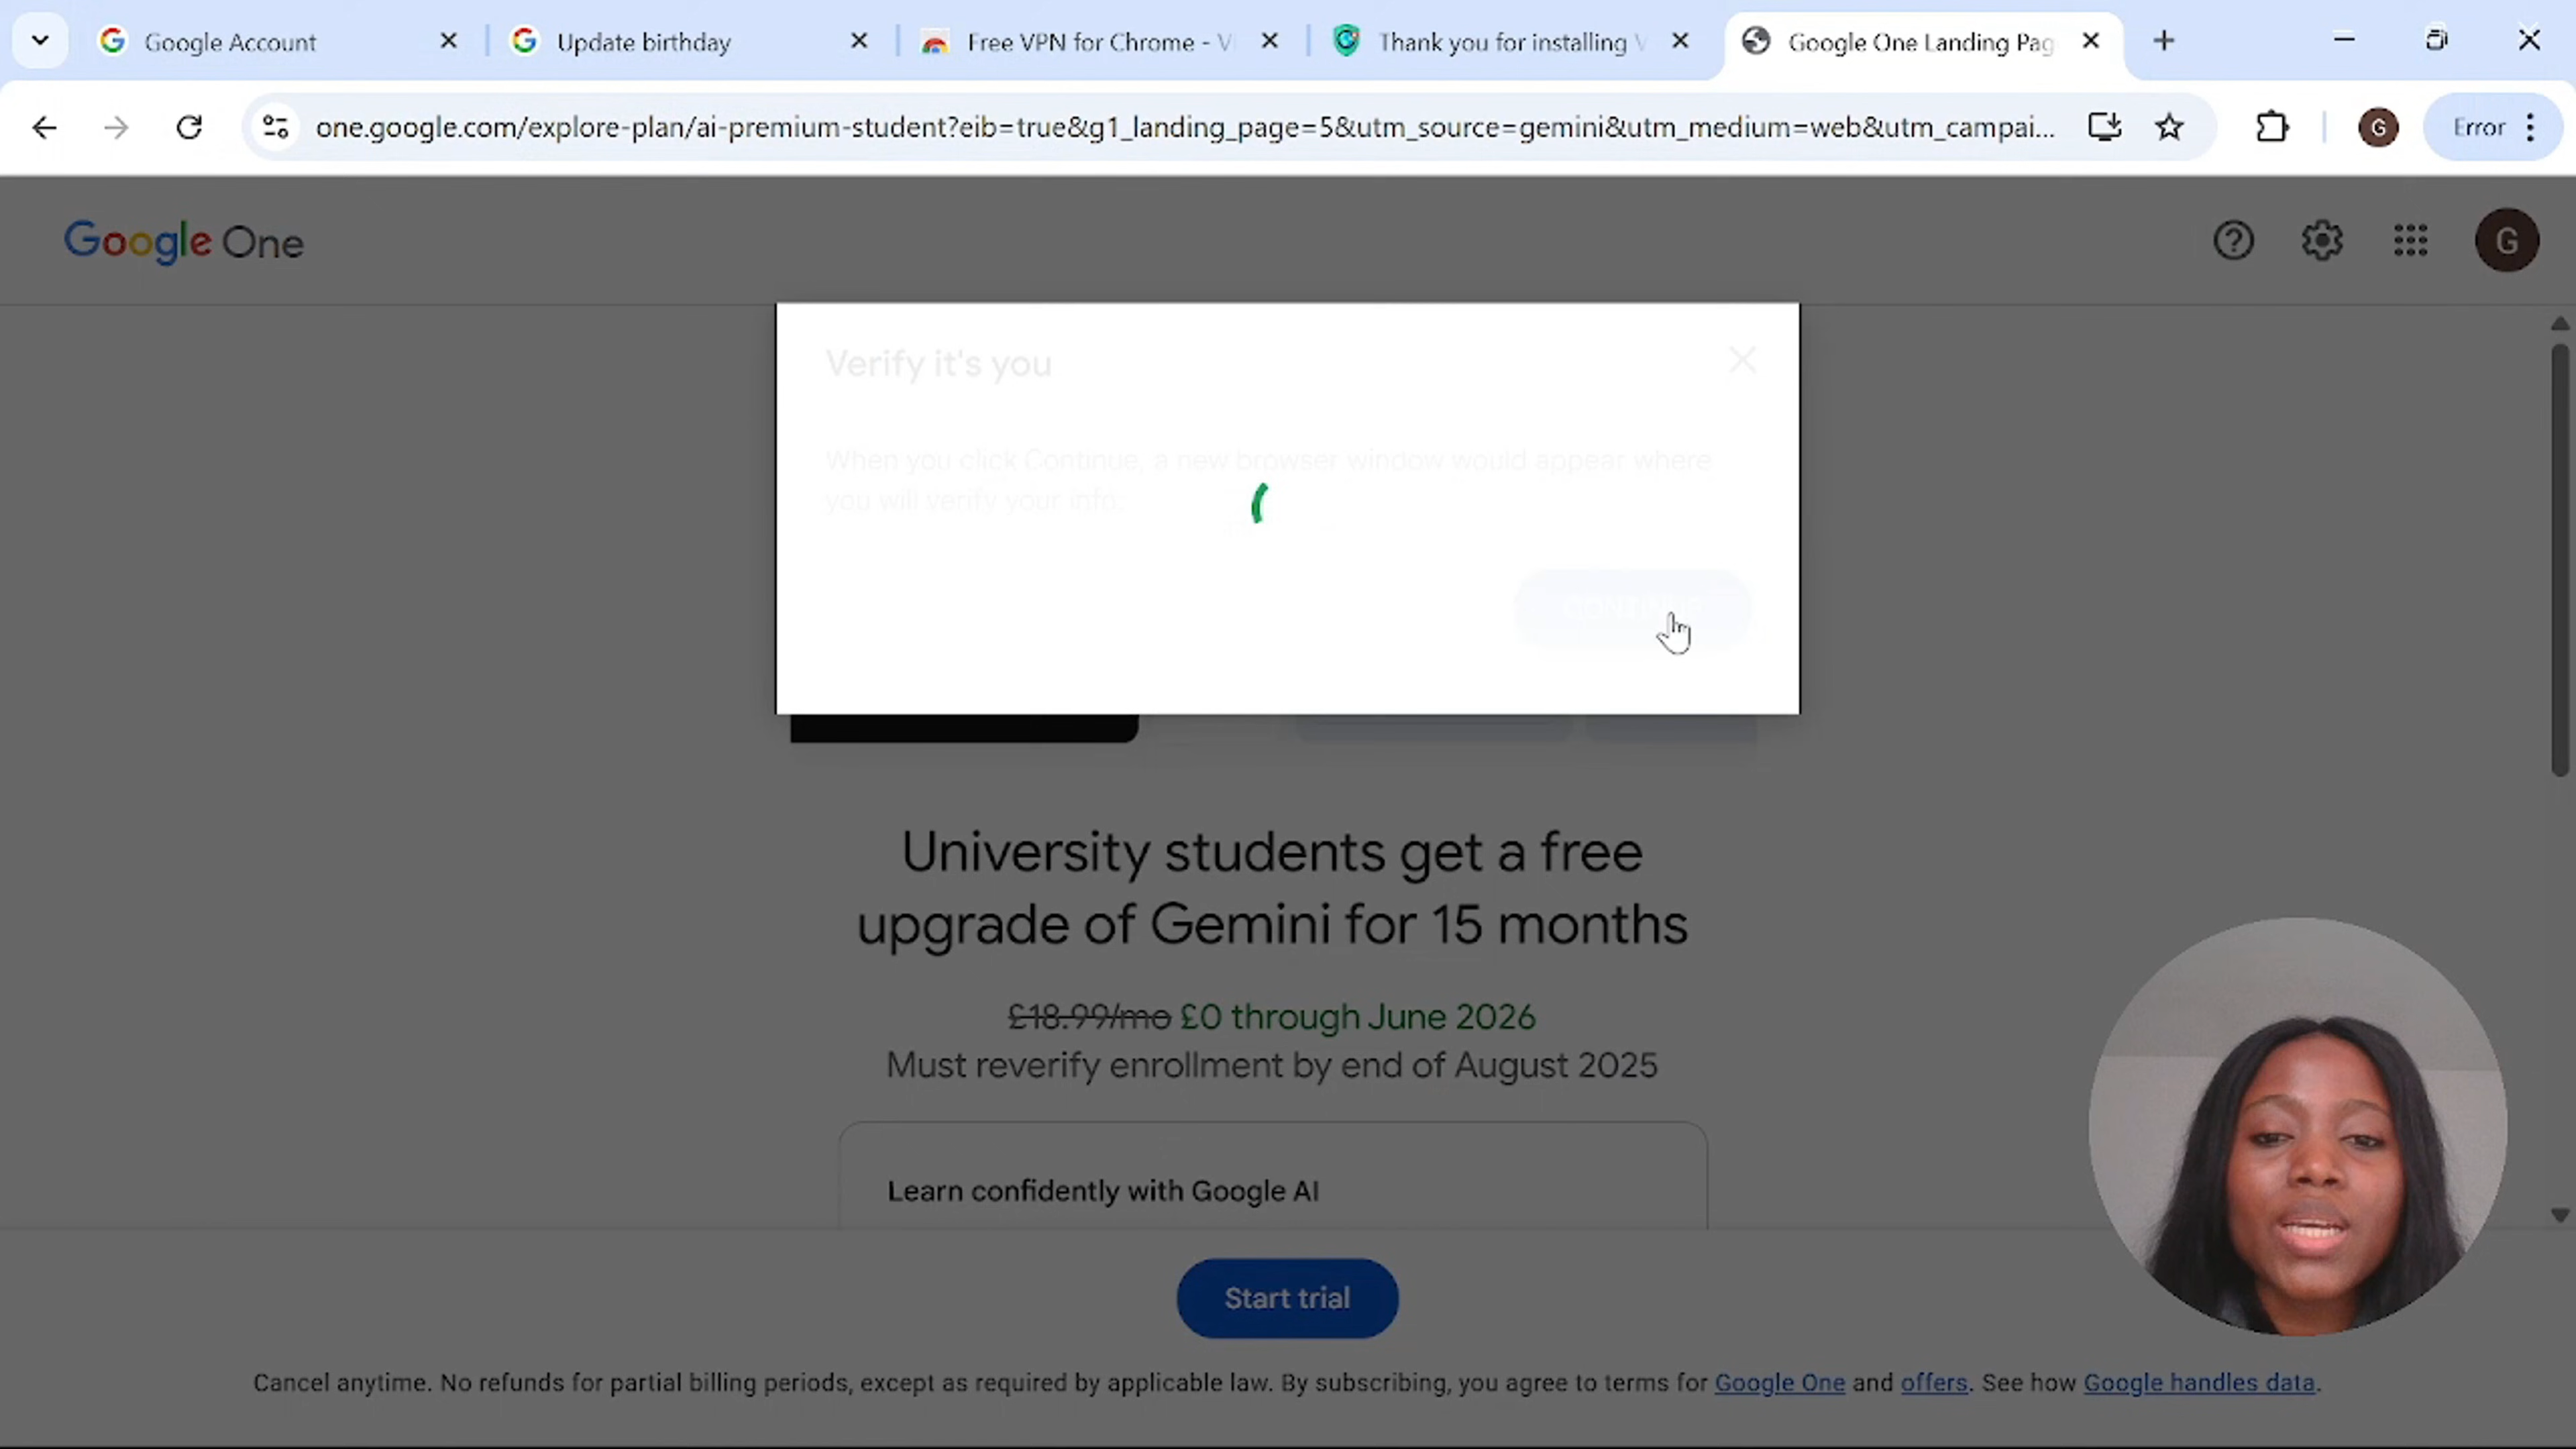 Google Account
Update birthday
Free VPN for Chrome - V
Thank you for installing V
Google One Landing Pag
one.google.com/explore-plan/ai-premium-student?eib=true&g1_landing_page=5&utm_source=gemini&utm_medium=web&utm_campai...
G
Error
Google One
G
Verify it's you
When you click Continue, a new browser window would appear where
you will verify your info.
University students get a free
upgrade of Gemini for 15 months
£18.99/mo £0 through June 2026
Must reverify enrollment by end of August 2025
Learn confidently with Google AI
Start trial
Cancel anytime. No refunds for partial billing periods, except as required by applicable law. By subscribing, you agree to terms for Google One and offers. See how Google handles data.